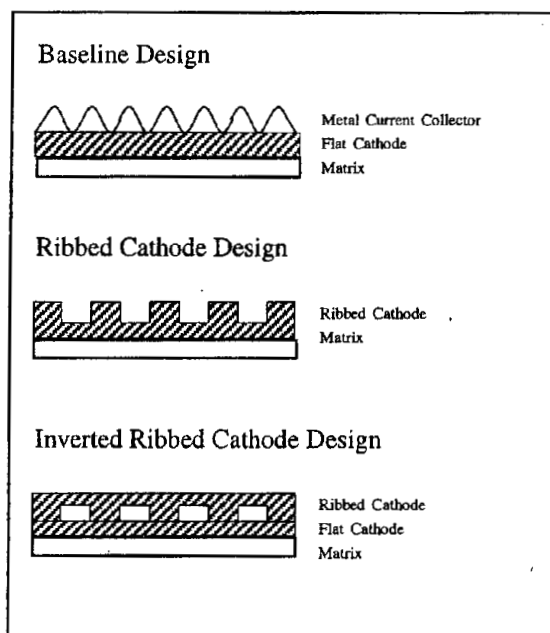 Baseline Design
Metal Current Collector
Flat Cathode
Matrix
Ribbed Cathode Design
Ribbed Cathode
Matrix
Inverted Ribbed Cathode Design
Ribbed Cathode
Flat Cathode
Matrix